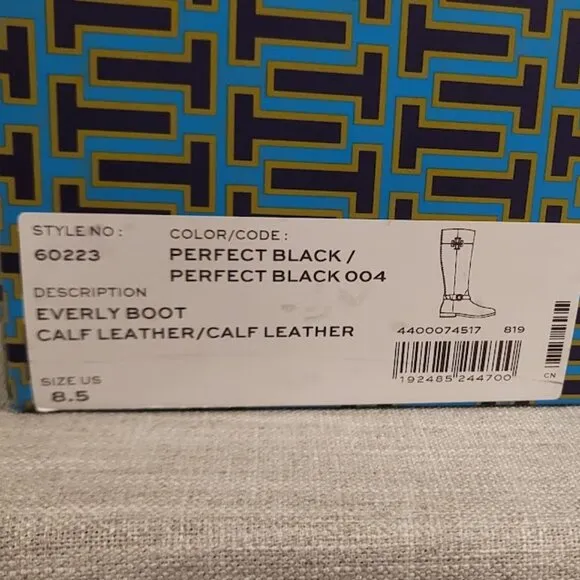 STYLE NO :
60223
COLOR/CODE :
PERFECT BLACK /
PERFECT BLACK 004
DESCRIPTION
EVERLY BOOT
CALF LEATHER/CALF LEATHER
SIZE US
8.5
4400074517 819
192485 244700
CN